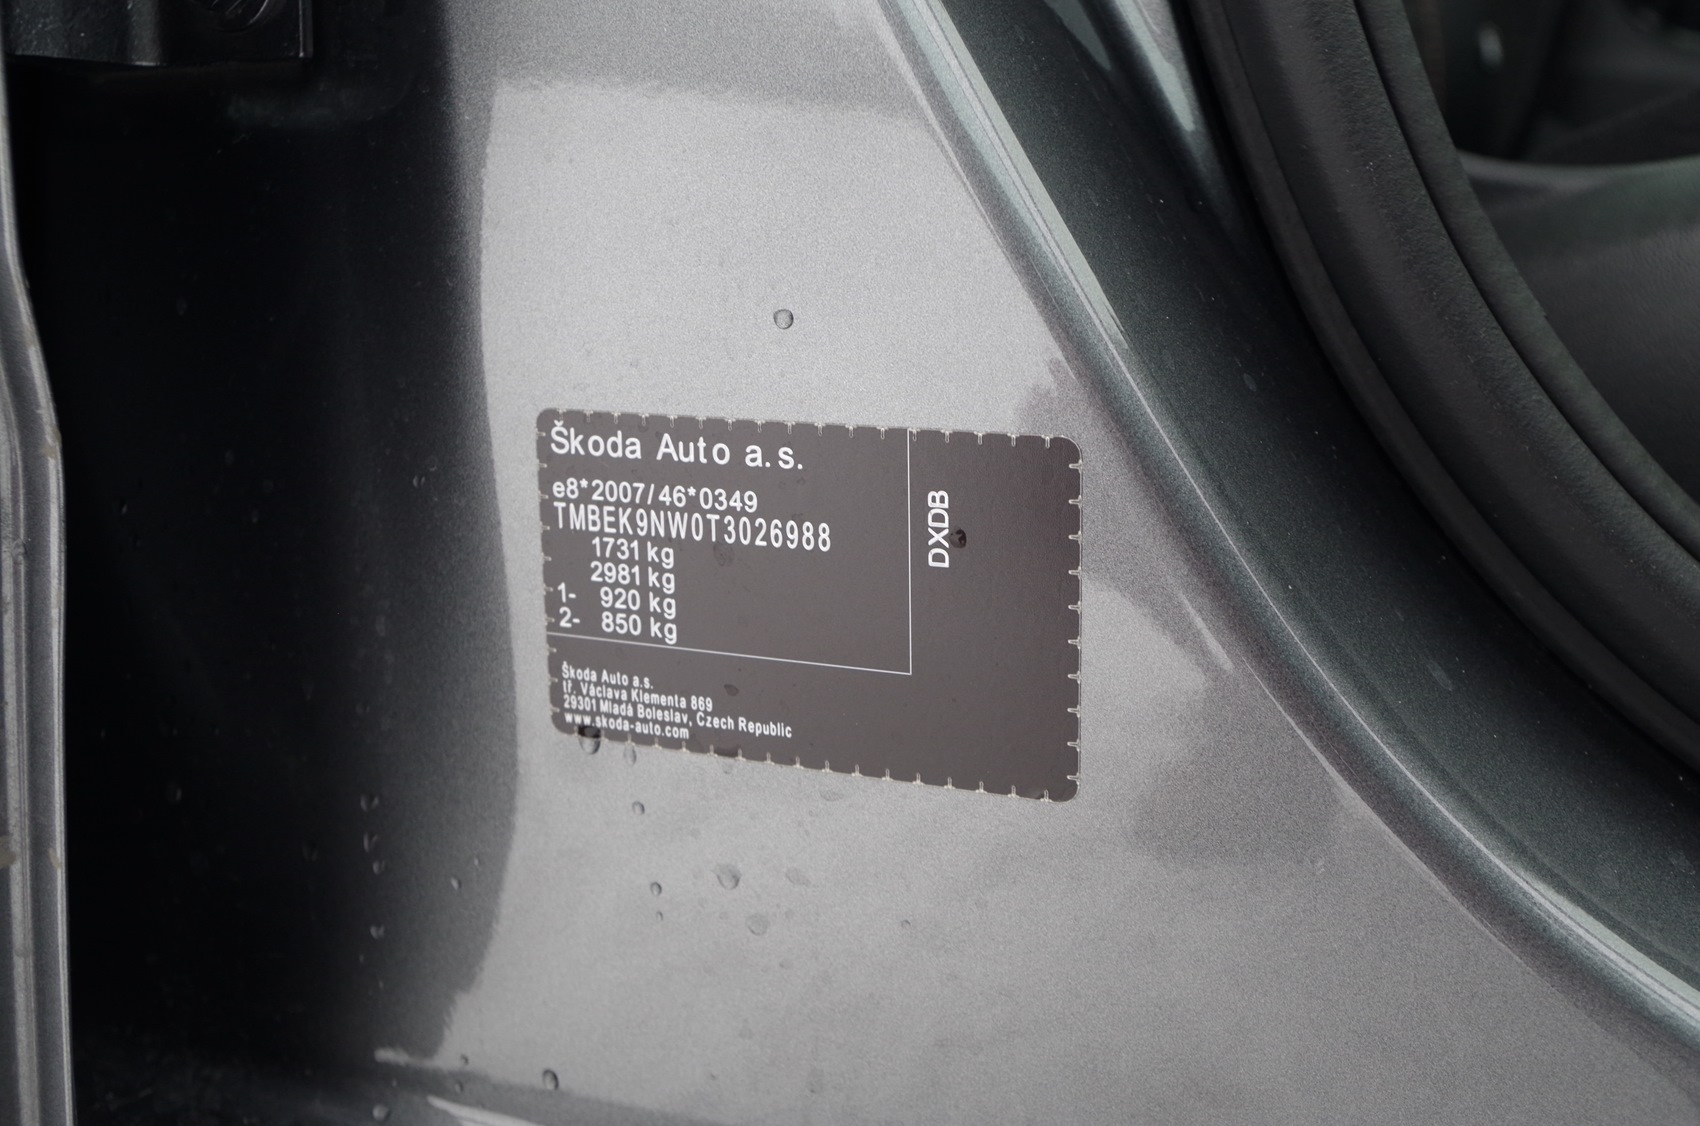 Škoda Auto a.s.
e8*2007/46*0349
TMBEK9NW0T3026988
1731 kg
2981 kg
1- 920 kg
2- 850 kg
DXDB
Škoda Auto a.s.
tř. Václava Klementa 869
29301 Mladá Boleslav, Czech Republic
www.skoda-auto.com